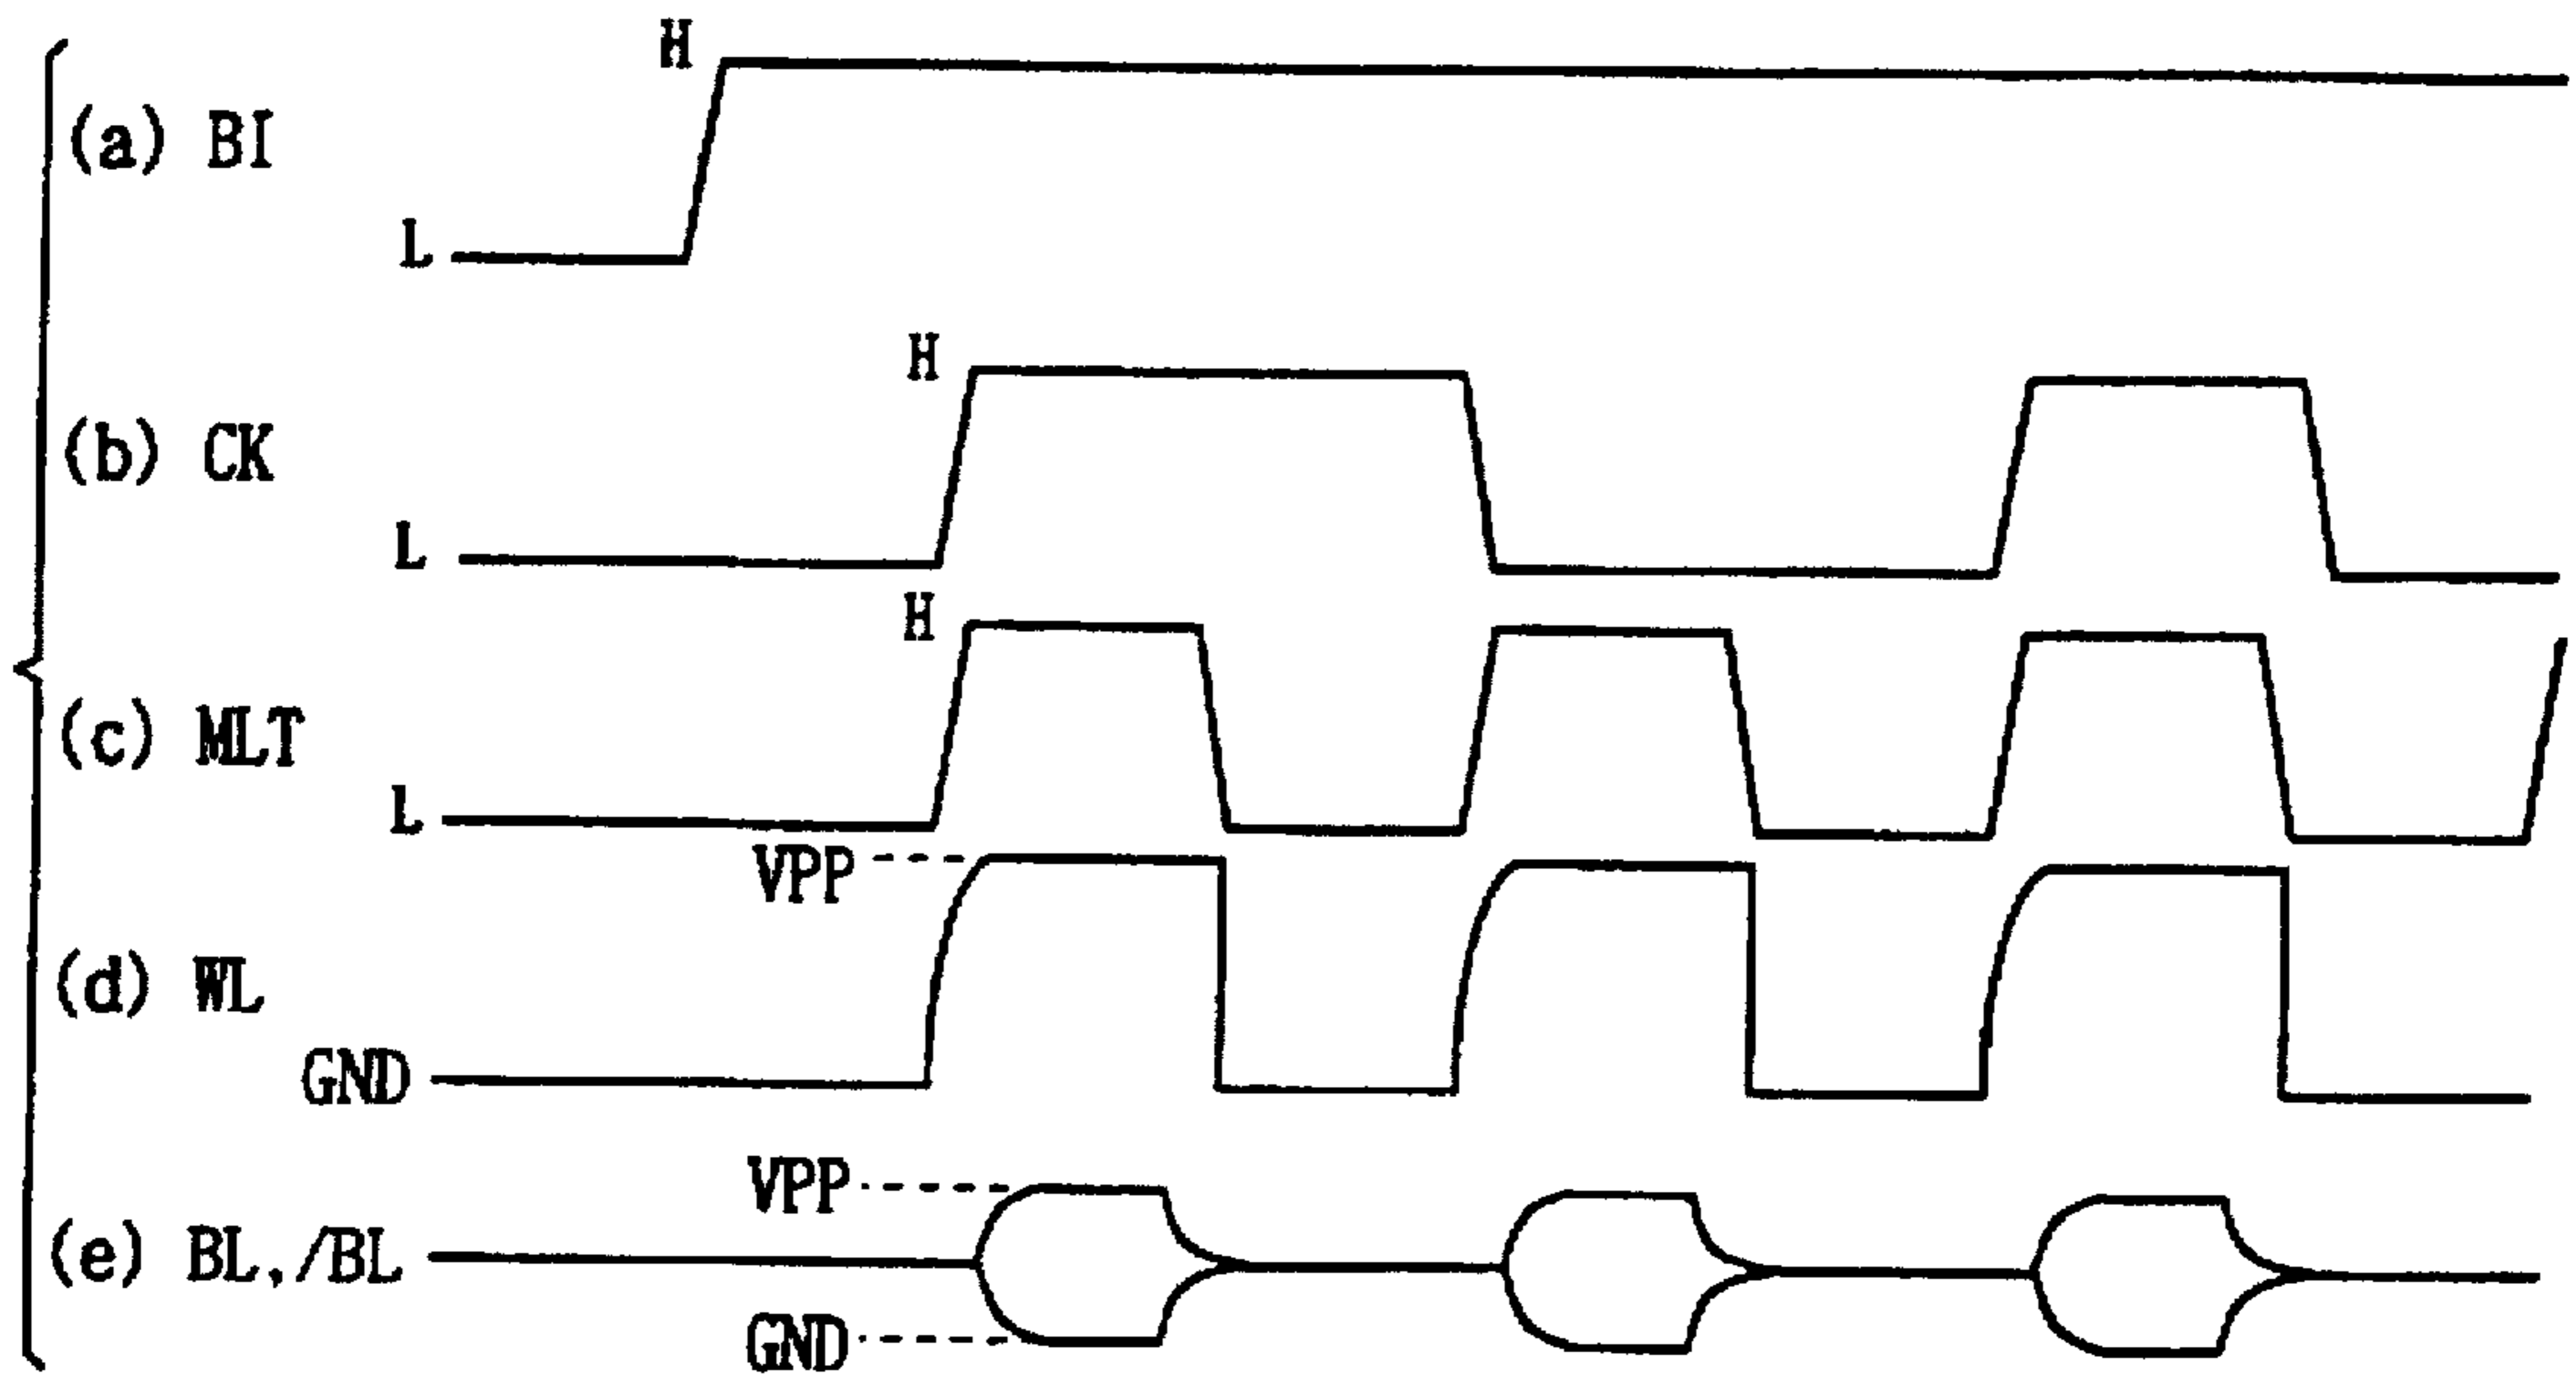 H
(a) BI
L
H
(b) CK
L
H
(c) MLT
L
VPP
(d) WL
GND
VPP
(e) BL,/BL
GND